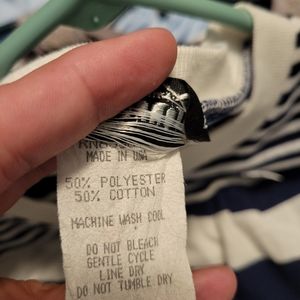 MADE IN USA
50% POLYESTER
50% COTTON
MACHINE WASH COOL
DO NOT BLEACH
GENTLE CYCLE
LINE DRY
DO NOT TUMBLE DRY